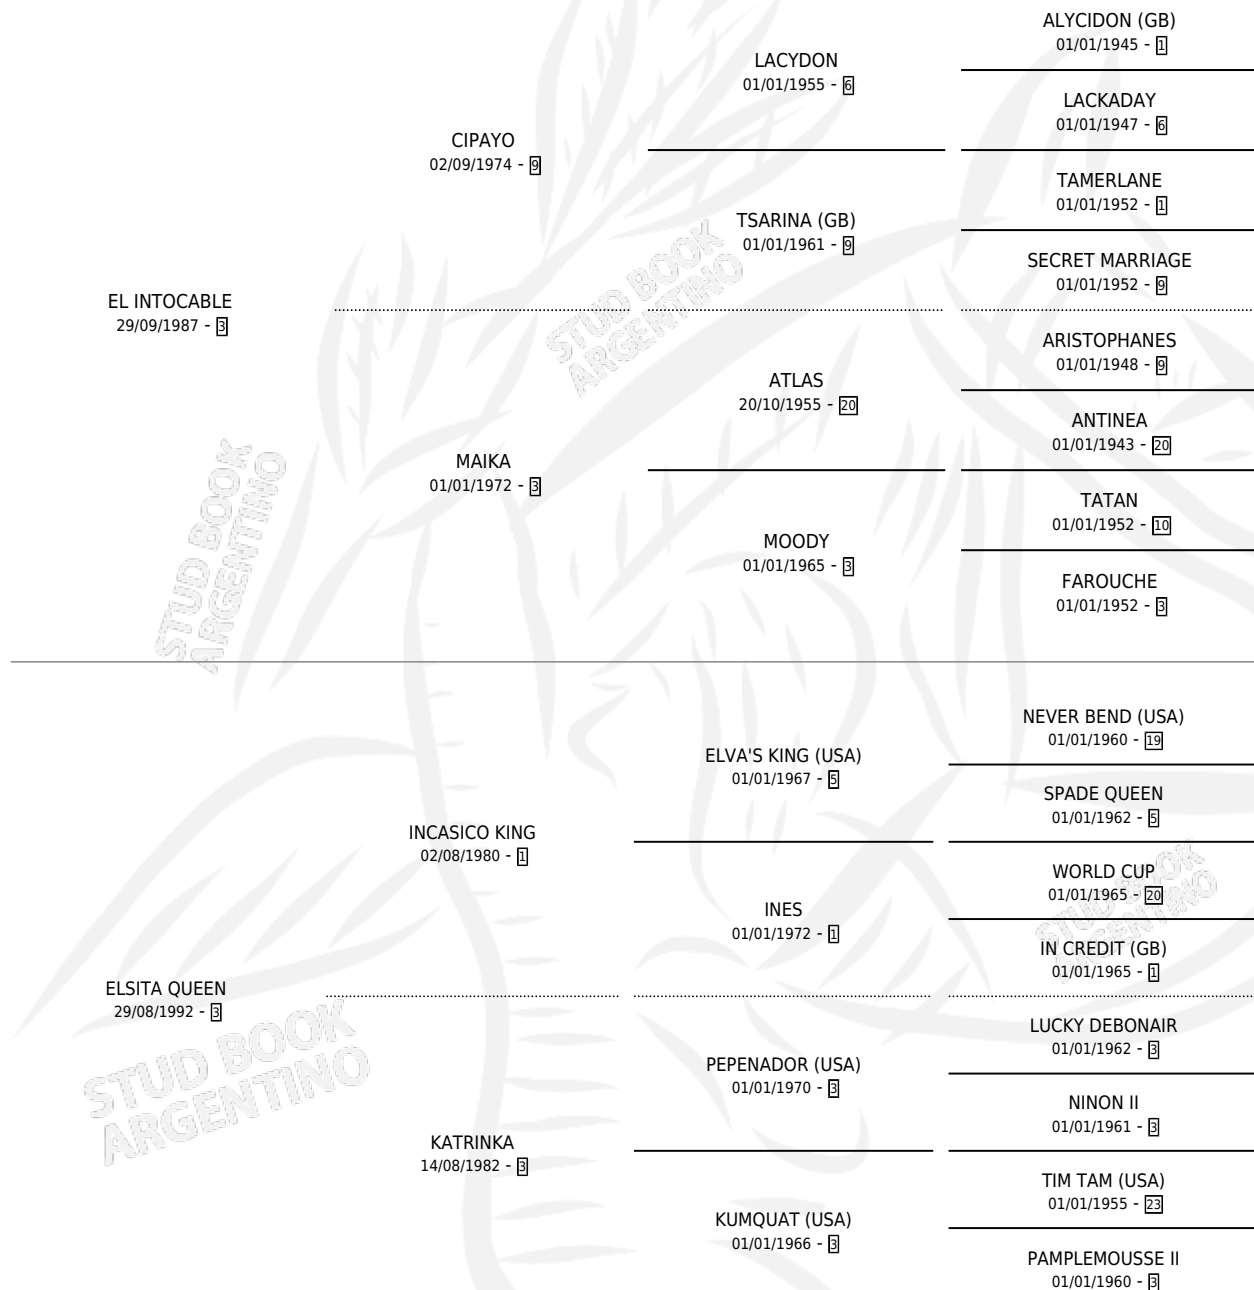 ALYCIDON (GB)
01/01/1945 - 1
LACYDON
01/01/1955 - 6
LACKADAY
01/01/1947 - 6
CIPAYO
02/09/1974 - 9
TAMERLANE
01/01/1952 - 1
TSARINA (GB)
01/01/1961 - 9
SECRET MARRIAGE
01/01/1952 - 9
EL INTOCABLE
29/09/1987 - 3
STUD BOOK
ARGENTINO
ARISTOPHANES
01/01/1948 - 9
ATLAS
20/10/1955 - 20
ANTINEA
01/01/1943 - 20
MAIKA
01/01/1972 - 3
TATAN
01/01/1952 - 10
MOODY
01/01/1965 - 3
FAROUCHE
01/01/1952 - 3
STUD BOOK
ARGENTINO
NEVER BEND (USA)
01/01/1960 - 19
ELVA'S KING (USA)
01/01/1967 - 5
SPADE QUEEN
01/01/1962 - 5
INCASICO KING
02/08/1980 - 1
WORLD CUP
01/01/1965 - 20
INES
01/01/1972 - 1
STUD BOOK
ARGENTINO
IN CREDIT (GB)
01/01/1965 - 1
ELSITA QUEEN
29/08/1992 - 3
STUD BOOK
ARGENTINO
LUCKY DEBONAIR
01/01/1962 - 3
PEPENADOR (USA)
01/01/1970 - 3
NINON II
01/01/1961 - 3
KATRINKA
14/08/1982 - 3
TIM TAM (USA)
01/01/1955 - 23
KUMQUAT (USA)
01/01/1966 - 3
PAMPLEMOUSSE II
01/01/1960 - 3